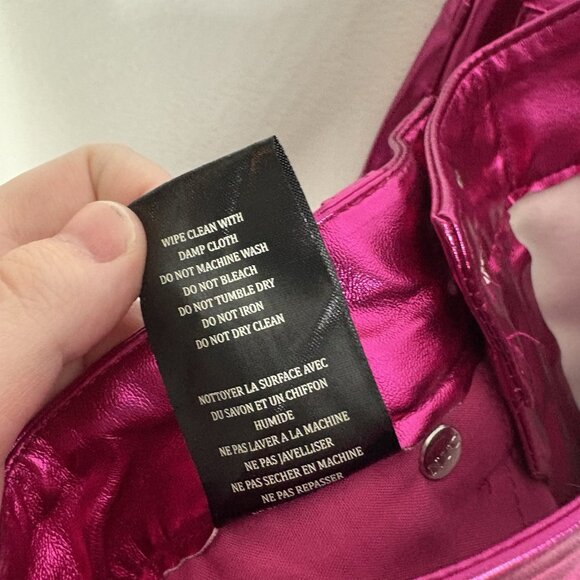 WIPE CLEAN WITH
DAMP CLOTH
DO NOT MACHINE WASH
DO NOT BLEACH
DO NOT TUMBLE DRY
DO NOT IRON
DO NOT DRY CLEAN
NOTTOYER LA SURFACE AVEC
DU SAVON ET UN CHIFFON
HUMIDE
NE PAS LAVER A LA MACHINE
NE PAS JAVELLISER
NE PAS SECHER EN MACHINE
NE PAS REPASSER